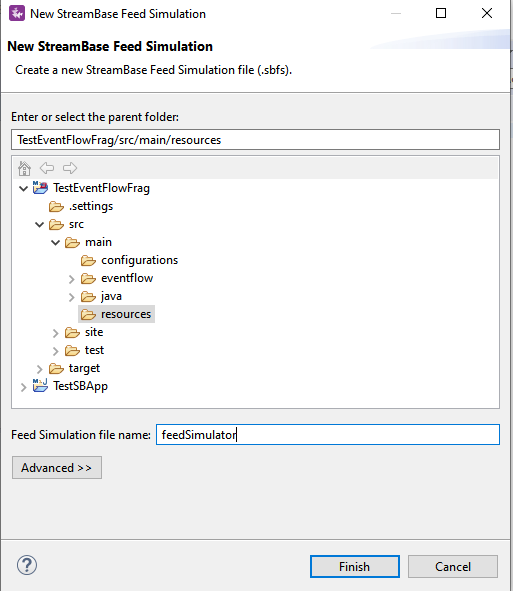 New StreamBase Feed Simulation
New StreamBase Feed Simulation
Create a new StreamBase Feed Simulation file (.sbfs).
Enter or select the parent folder:
TestEventFlowFrag/src/main/resources
TestEventFlowFrag
.settings
src
main
configurations
eventflow
java
resources
site
test
target
TestSBApp
Feed Simulation file name: feedSimulator
Advanced >>
? Finish Cancel